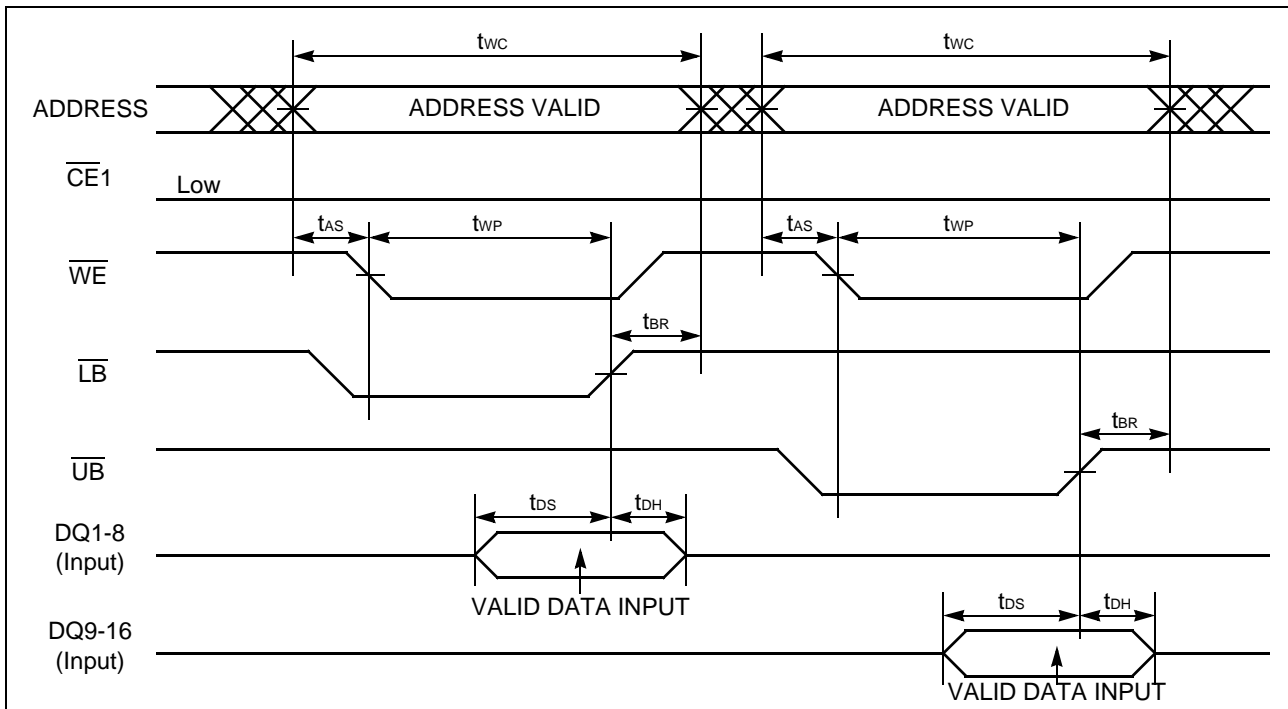 tWC tWC
ADDRESS ADDRESS VALID ADDRESS VALID
CE1 Low
tAS tWP tAS tWP
WE
tBR
LB
tBR
UB
tDS tDH
DQ1-8
(Input)
VALID DATA INPUT
tDS tDH
DQ9-16
(Input)
VALID DATA INPUT